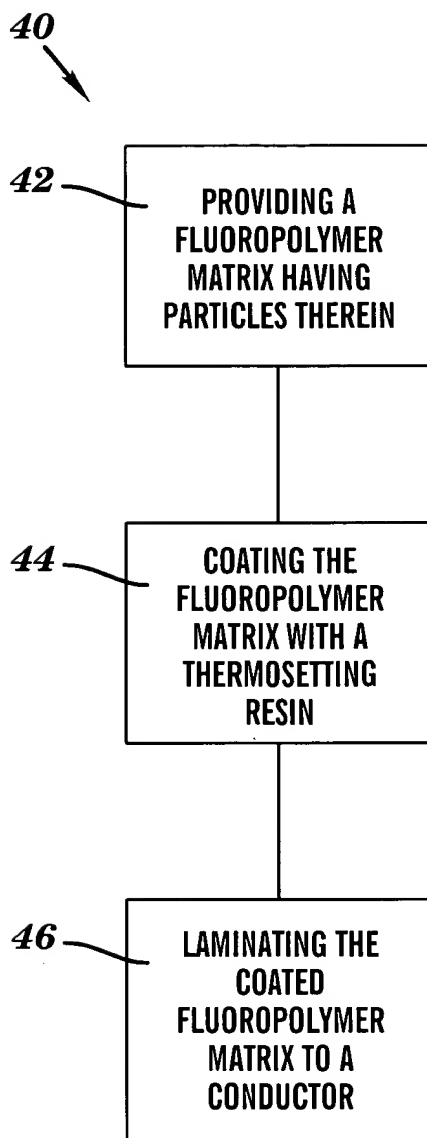 40
42
PROVIDING A
FLUOROPOLYMER
MATRIX HAVING
PARTICLES THEREIN
44
COATING THE
FLUOROPOLYMER
MATRIX WITH A
THERMOSETTING
RESIN
46
LAMINATING THE
COATED
FLUOROPOLYMER
MATRIX TO A
CONDUCTOR